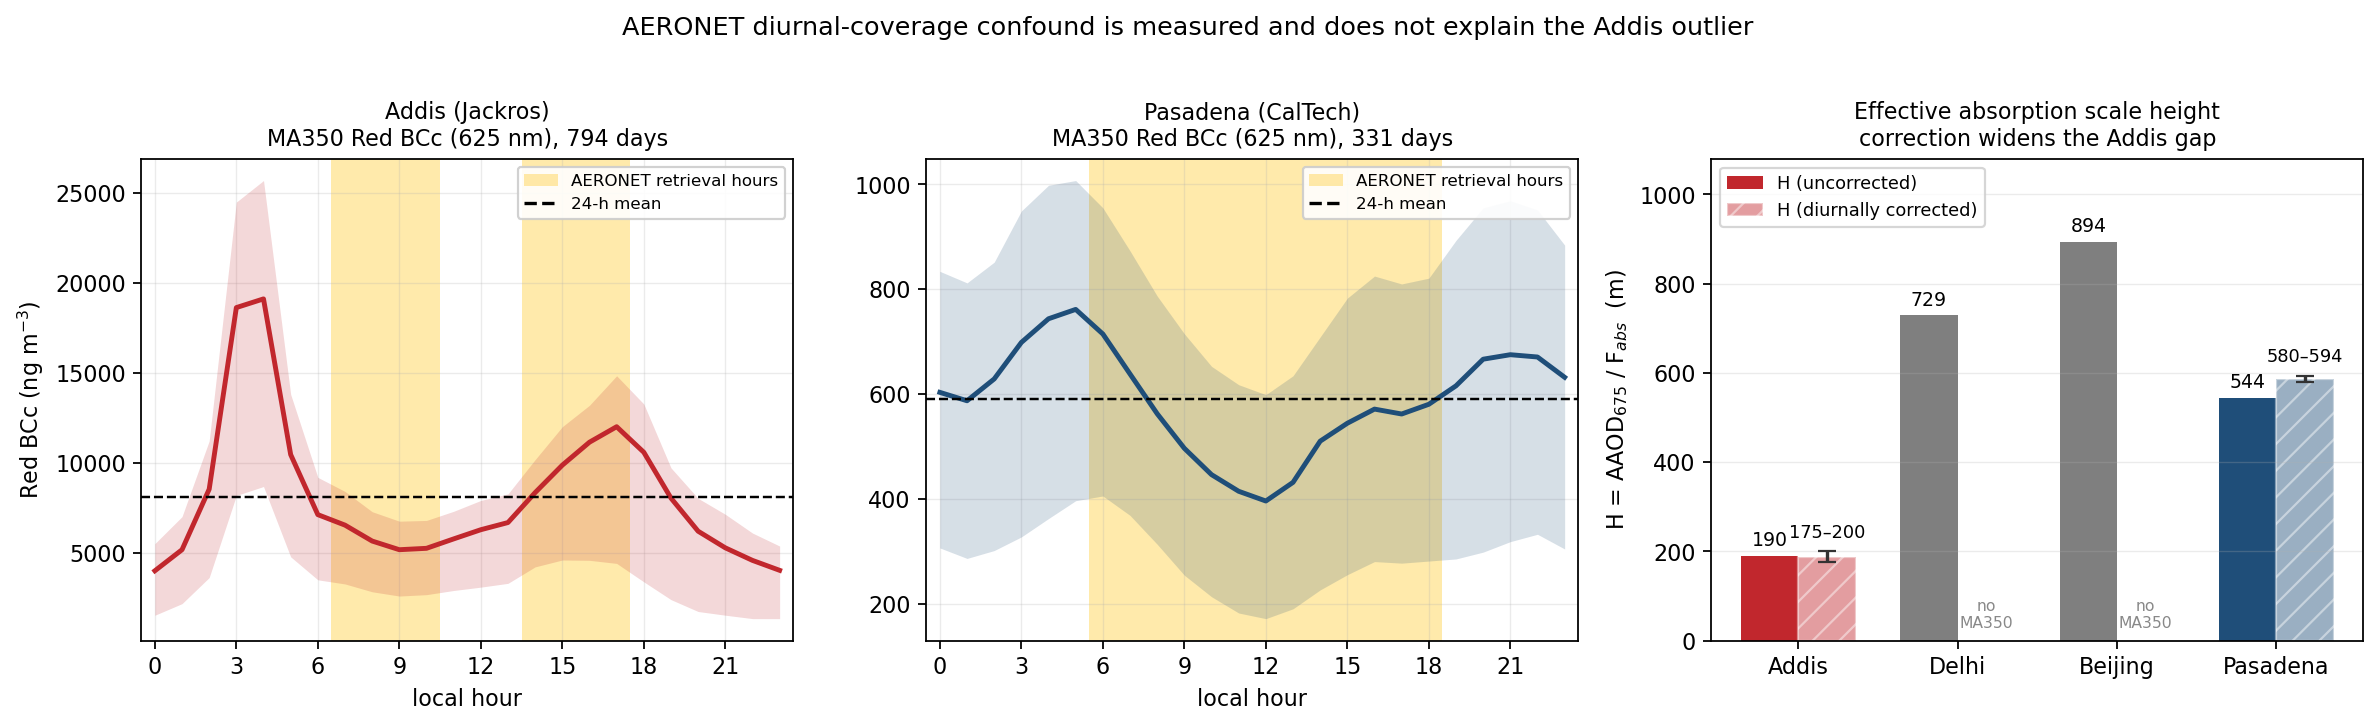 AERONET diurnal-coverage confound is measured and does not explain the Addis outlier
Addis (Jackros)
MA350 Red BCc (625 nm), 794 days
AERONET retrieval hours
24-h mean
Red BCc (ng m⁻³)
25000
20000
15000
10000
5000
0
3
6
9
12
15
18
21
local hour
Pasadena (CalTech)
MA350 Red BCc (625 nm), 331 days
AERONET retrieval hours
24-h mean
1000
800
600
400
200
0
3
6
9
12
15
18
21
local hour
Effective absorption scale height
correction widens the Addis gap
H (uncorrected)
H (diurnally corrected)
H = AAOD₆₇₅ / F_abs (m)
1000
800
600
400
200
0
190
175–200
729
no
MA350
894
no
MA350
544
580–594
Addis
Delhi
Beijing
Pasadena